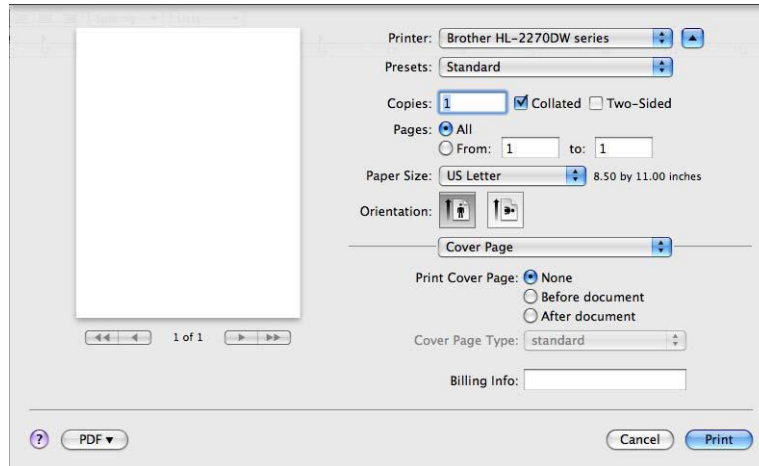 Printer: Brother HL-2270DW series
Presets: Standard
Copies: 1 Collated Two-Sided
Pages: All
From: 1 to: 1
Paper Size: US Letter 8.50 by 11.00 inches
Orientation:
Cover Page
Print Cover Page: None
Before document
After document
1 of 1
Cover Page Type: standard
Billing Info:
? PDF Cancel Print